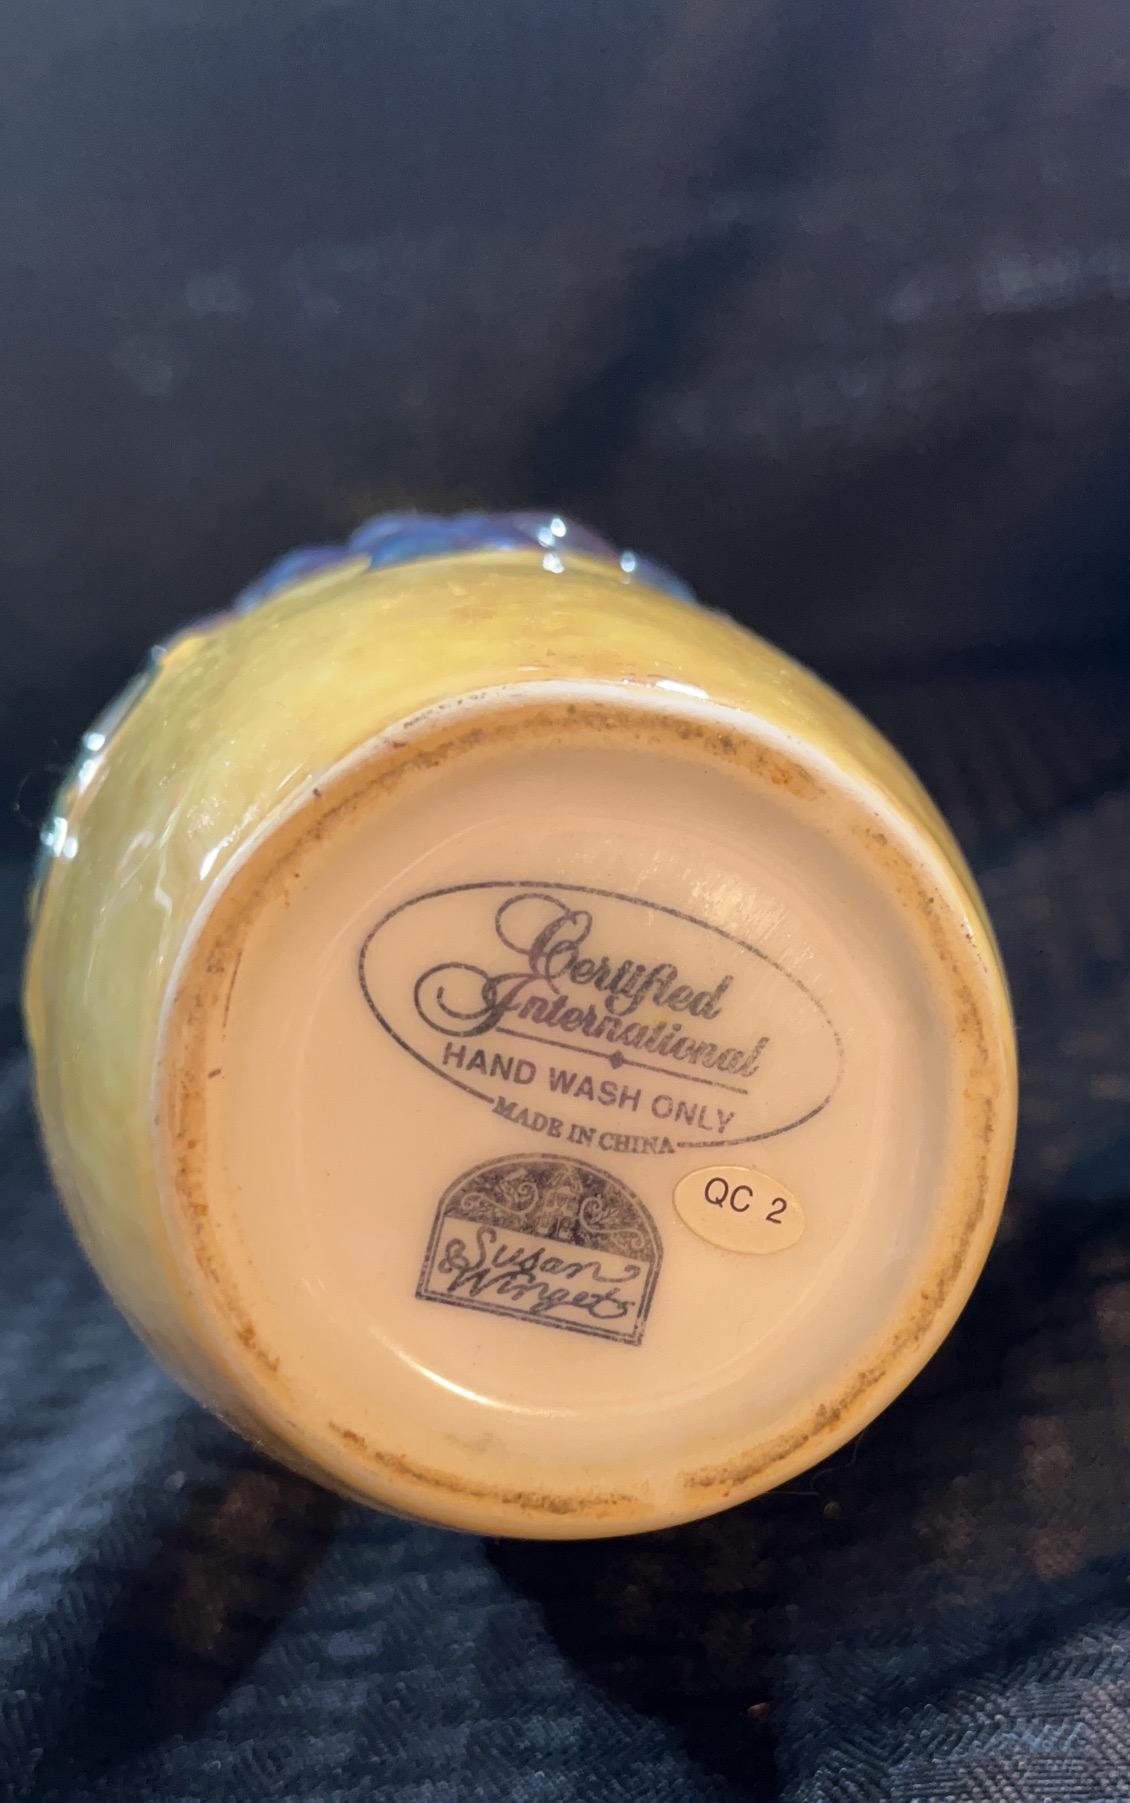 Certified
International
HAND WASH ONLY
MADE IN CHINA
QC 2
Susan
Winget